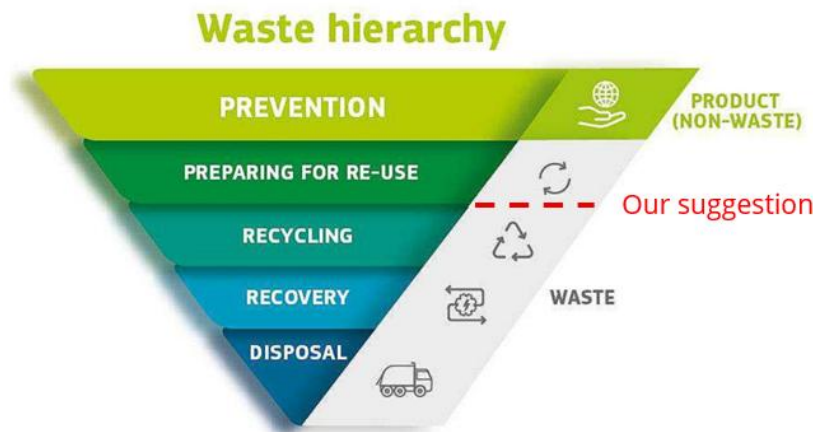 Waste hierarchy
PREVENTION
PRODUCT
(NON-WASTE)
PREPARING FOR RE-USE
Our suggestion
RECYCLING
RECOVERY
WASTE
DISPOSAL